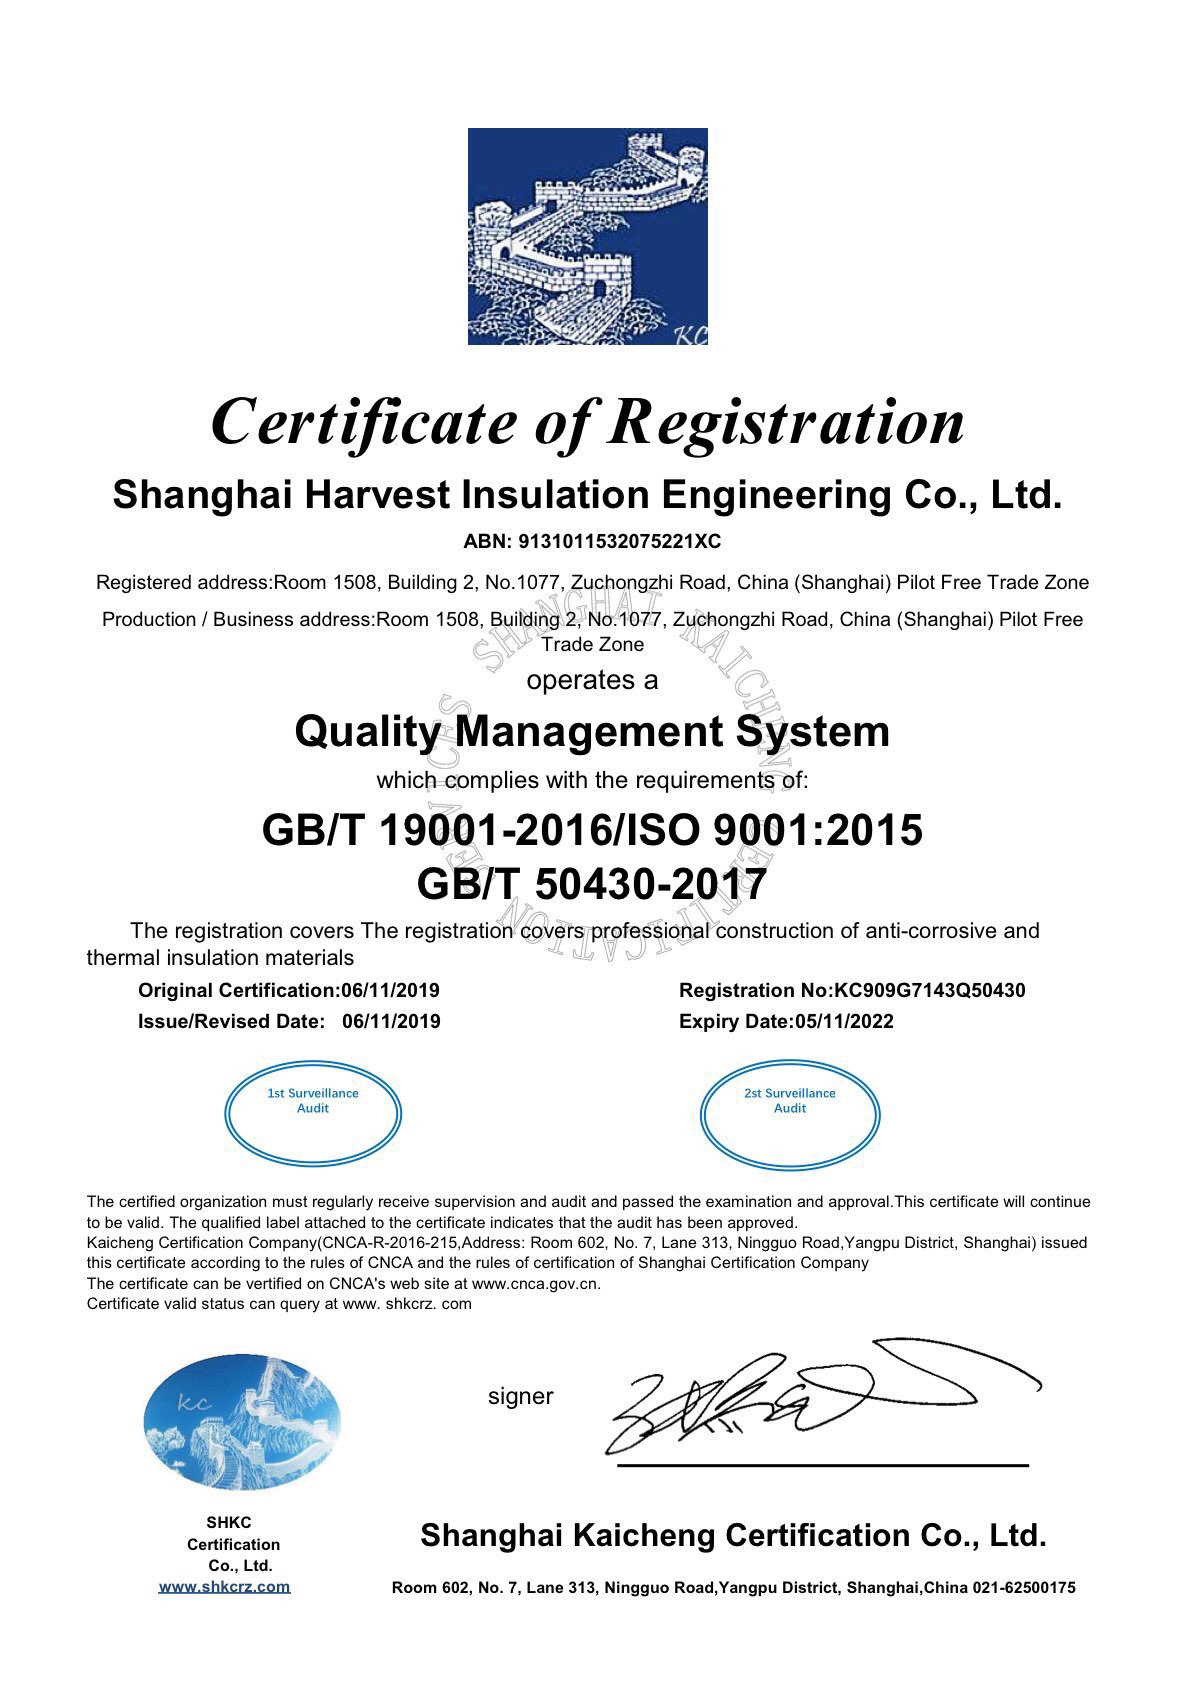 KC
Certificate of Registration
Shanghai Harvest Insulation Engineering Co., Ltd.
ABN: 9131011532075221XC
Registered address:Room 1508, Building 2, No.1077, Zuchongzhi Road, China (Shanghai) Pilot Free Trade Zone
Production / Business address:Room 1508, Building 2, No.1077, Zuchongzhi Road, China (Shanghai) Pilot Free
Trade Zone
operates a
Quality Management System
which complies with the requirements of:
GB/T 19001-2016/ISO 9001:2015
GB/T 50430-2017
SHANGHAI KAICHENG CERTIFICATION SERVICES
The registration covers The registration covers professional construction of anti-corrosive and
thermal insulation materials
Original Certification:06/11/2019 Registration No:KC909G7143Q50430
Issue/Revised Date: 06/11/2019 Expiry Date:05/11/2022
1st Surveillance
Audit
2st Surveillance
Audit
The certified organization must regularly receive supervision and audit and passed the examination and approval.This certificate will continue
to be valid. The qualified label attached to the certificate indicates that the audit has been approved.
Kaicheng Certification Company(CNCA-R-2016-215,Address: Room 602, No. 7, Lane 313, Ningguo Road,Yangpu District, Shanghai) issued
this certificate according to the rules of CNCA and the rules of certification of Shanghai Certification Company
The certificate can be vertified on CNCA's web site at www.cnca.gov.cn.
Certificate valid status can query at www. shkcrz. com
kc
signer
SHKC
Certification
Co., Ltd.
www.shkcrz.com
Shanghai Kaicheng Certification Co., Ltd.
Room 602, No. 7, Lane 313, Ningguo Road,Yangpu District, Shanghai,China 021-62500175